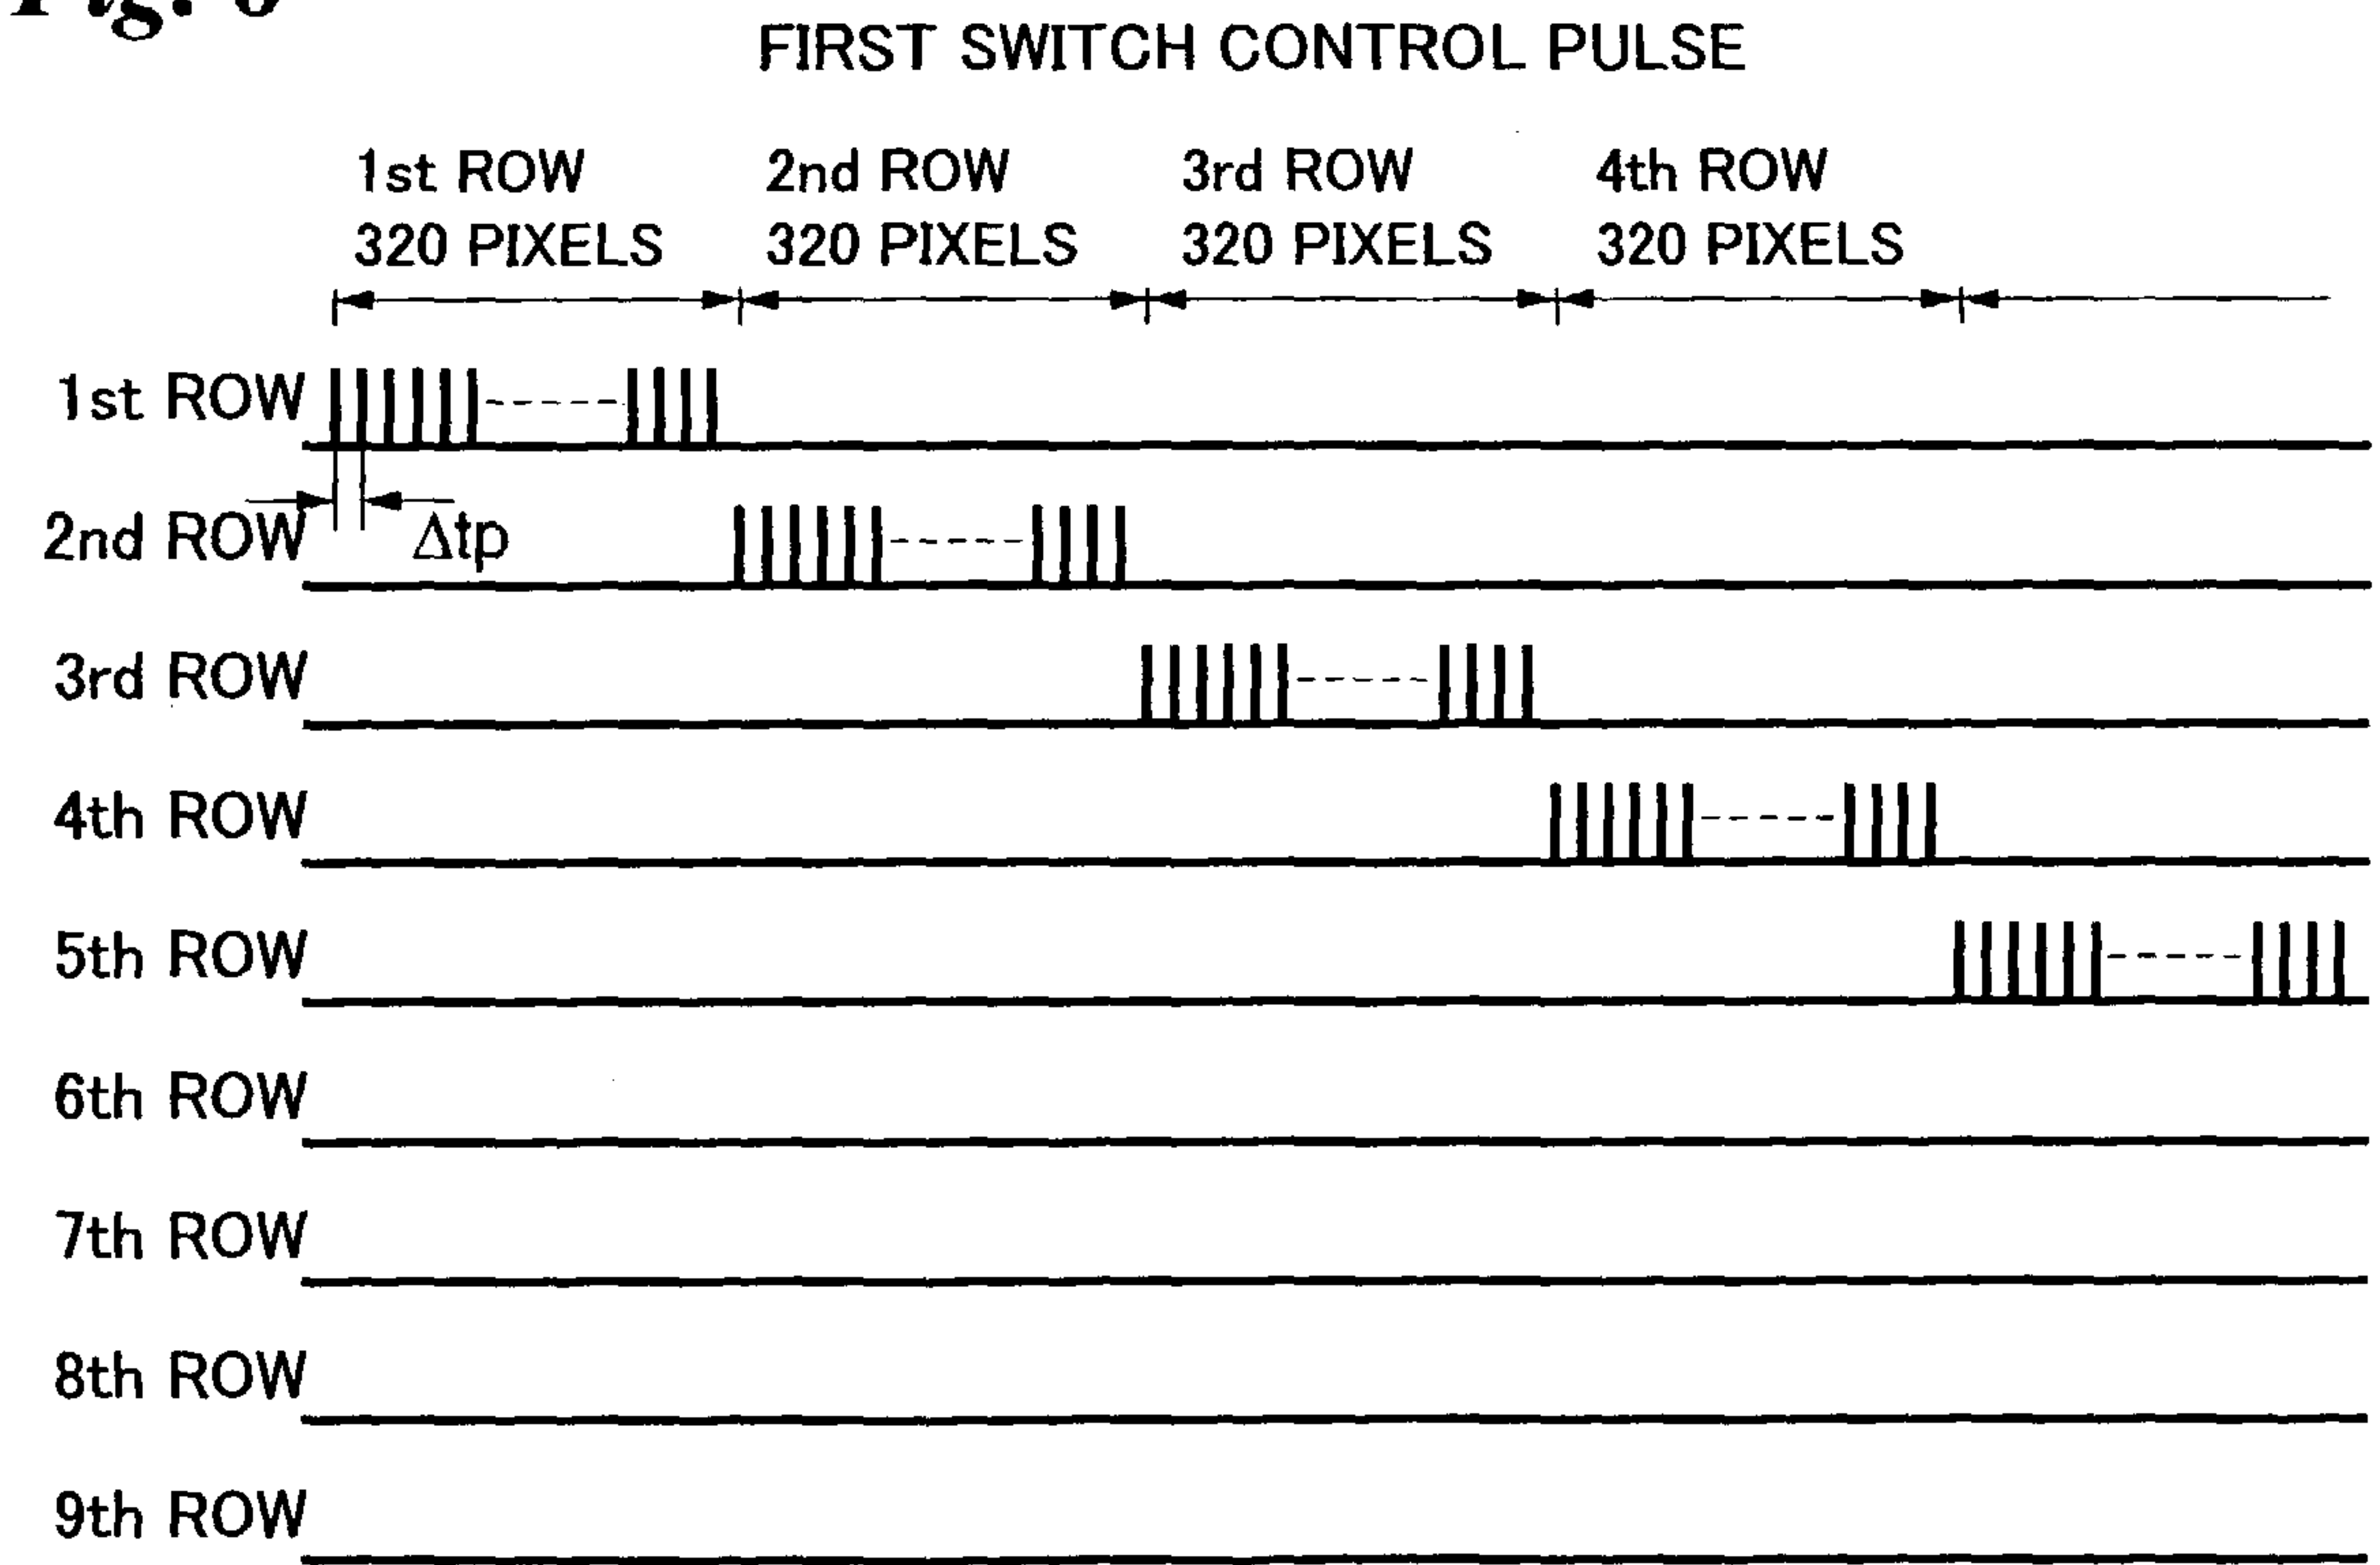 FIRST SWITCH CONTROL PULSE
1st ROW
320 PIXELS
2nd ROW
320 PIXELS
3rd ROW
320 PIXELS
4th ROW
320 PIXELS
1st ROW
Δtp
2nd ROW
3rd ROW
4th ROW
5th ROW
6th ROW
7th ROW
8th ROW
9th ROW